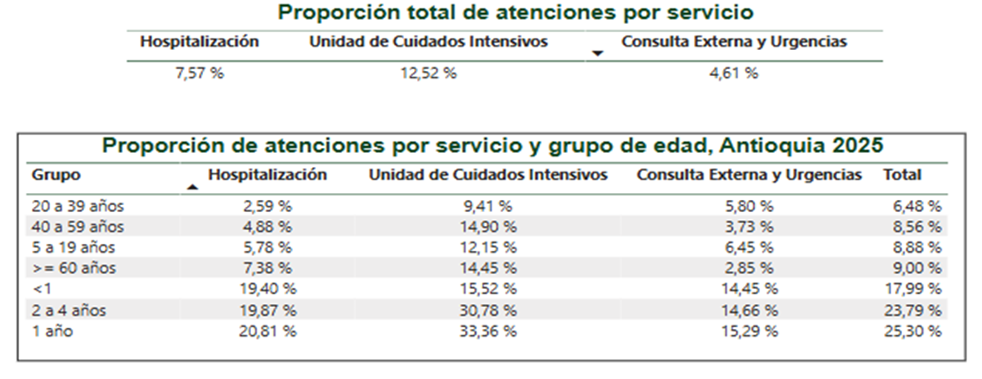 Proporción total de atenciones por servicio
Hospitalización Unidad de Cuidados Intensivos Consulta Externa y Urgencias
7,57 % 12,52 % 4,61 %
Proporción de atenciones por servicio y grupo de edad, Antioquia 2025
Grupo Hospitalización Unidad de Cuidados Intensivos Consulta Externa y Urgencias Total
20 a 39 años 2,59 % 9,41 % 5,80 % 6,48 %
40 a 59 años 4,88 % 14,90 % 3,73 % 8,56 %
5 a 19 años 5,78 % 12,15 % 6,45 % 8,88 %
>= 60 años 7,38 % 14,45 % 2,85 % 9,00 %
<1 19,40 % 15,52 % 14,45 % 17,99 %
2 a 4 años 19,87 % 30,78 % 14,66 % 23,79 %
1 año 20,81 % 33,36 % 15,29 % 25,30 %